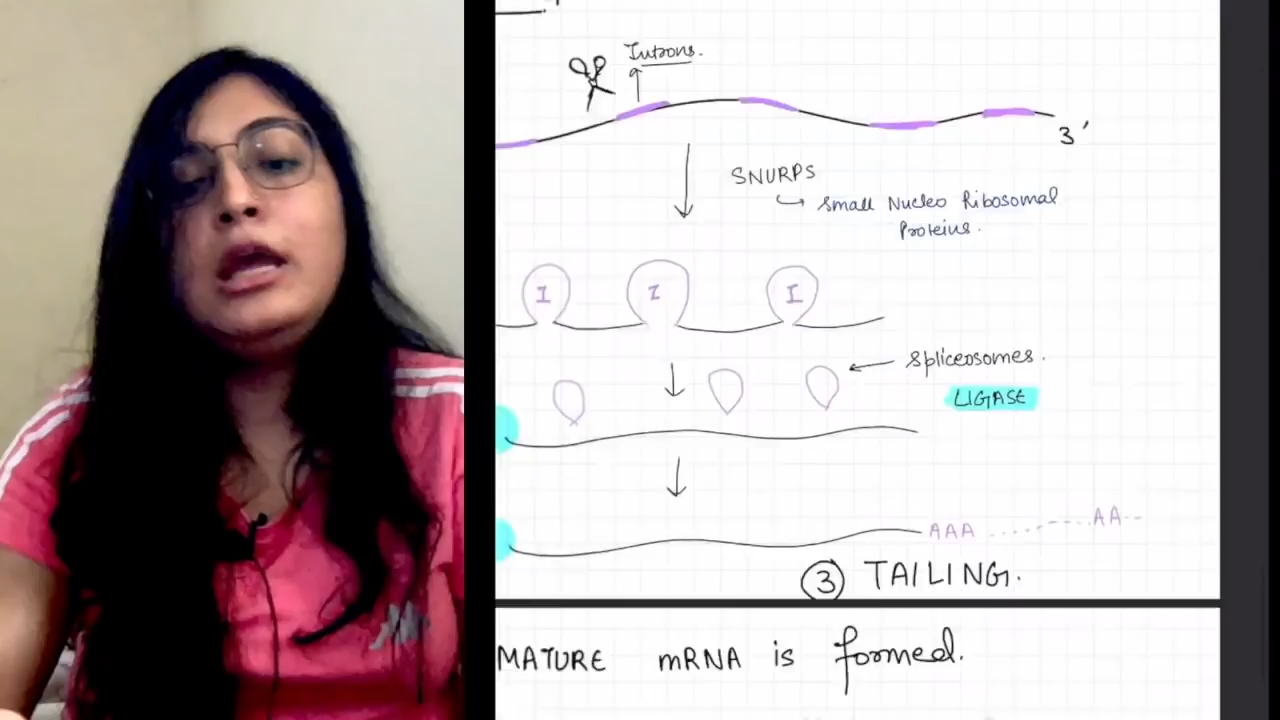 Introns.
3'
SNURPS
Small Nucleo Ribosomal
Proteins.
I I I
Spliceosomes.
LIGASE
AAA ........---AA--
③ TAILING.
MATURE mRNA is formed.